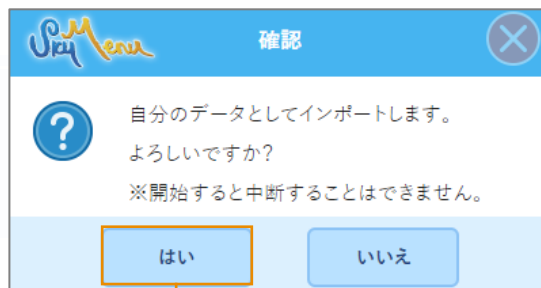 Sky Menu
確認
自分のデータとしてインポートします。
よろしいですか?
※開始すると中断することはできません。
はい
いいえ